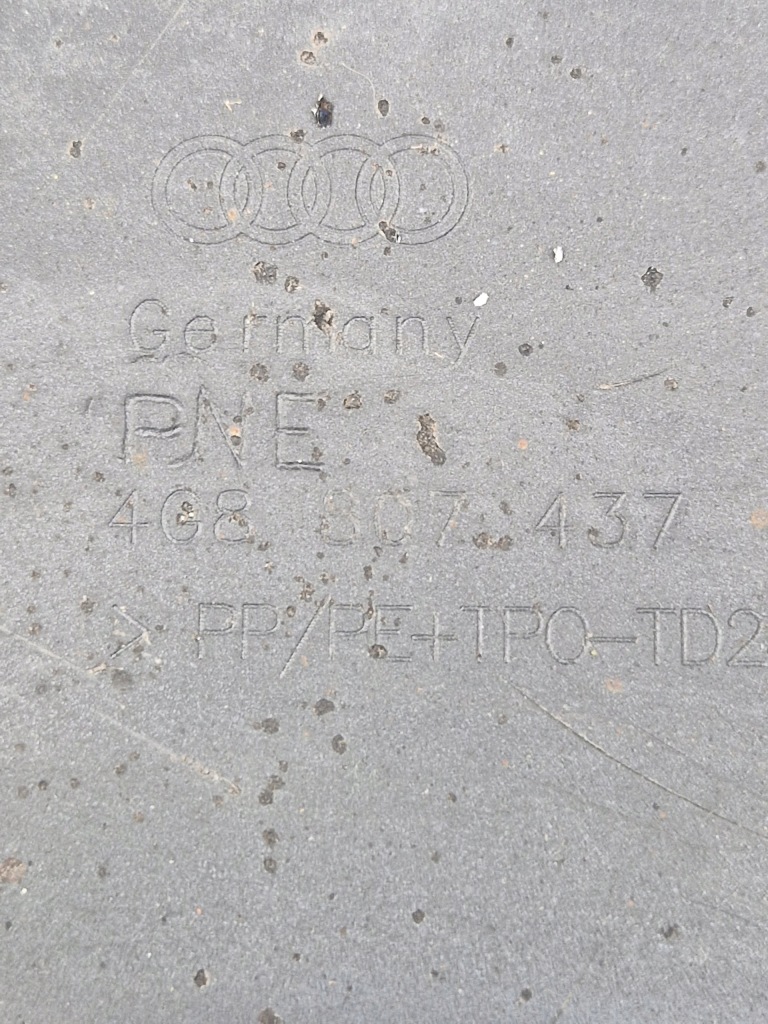 Germany
PNE
4G8 807 437
> PP/PE+TPO-TD2